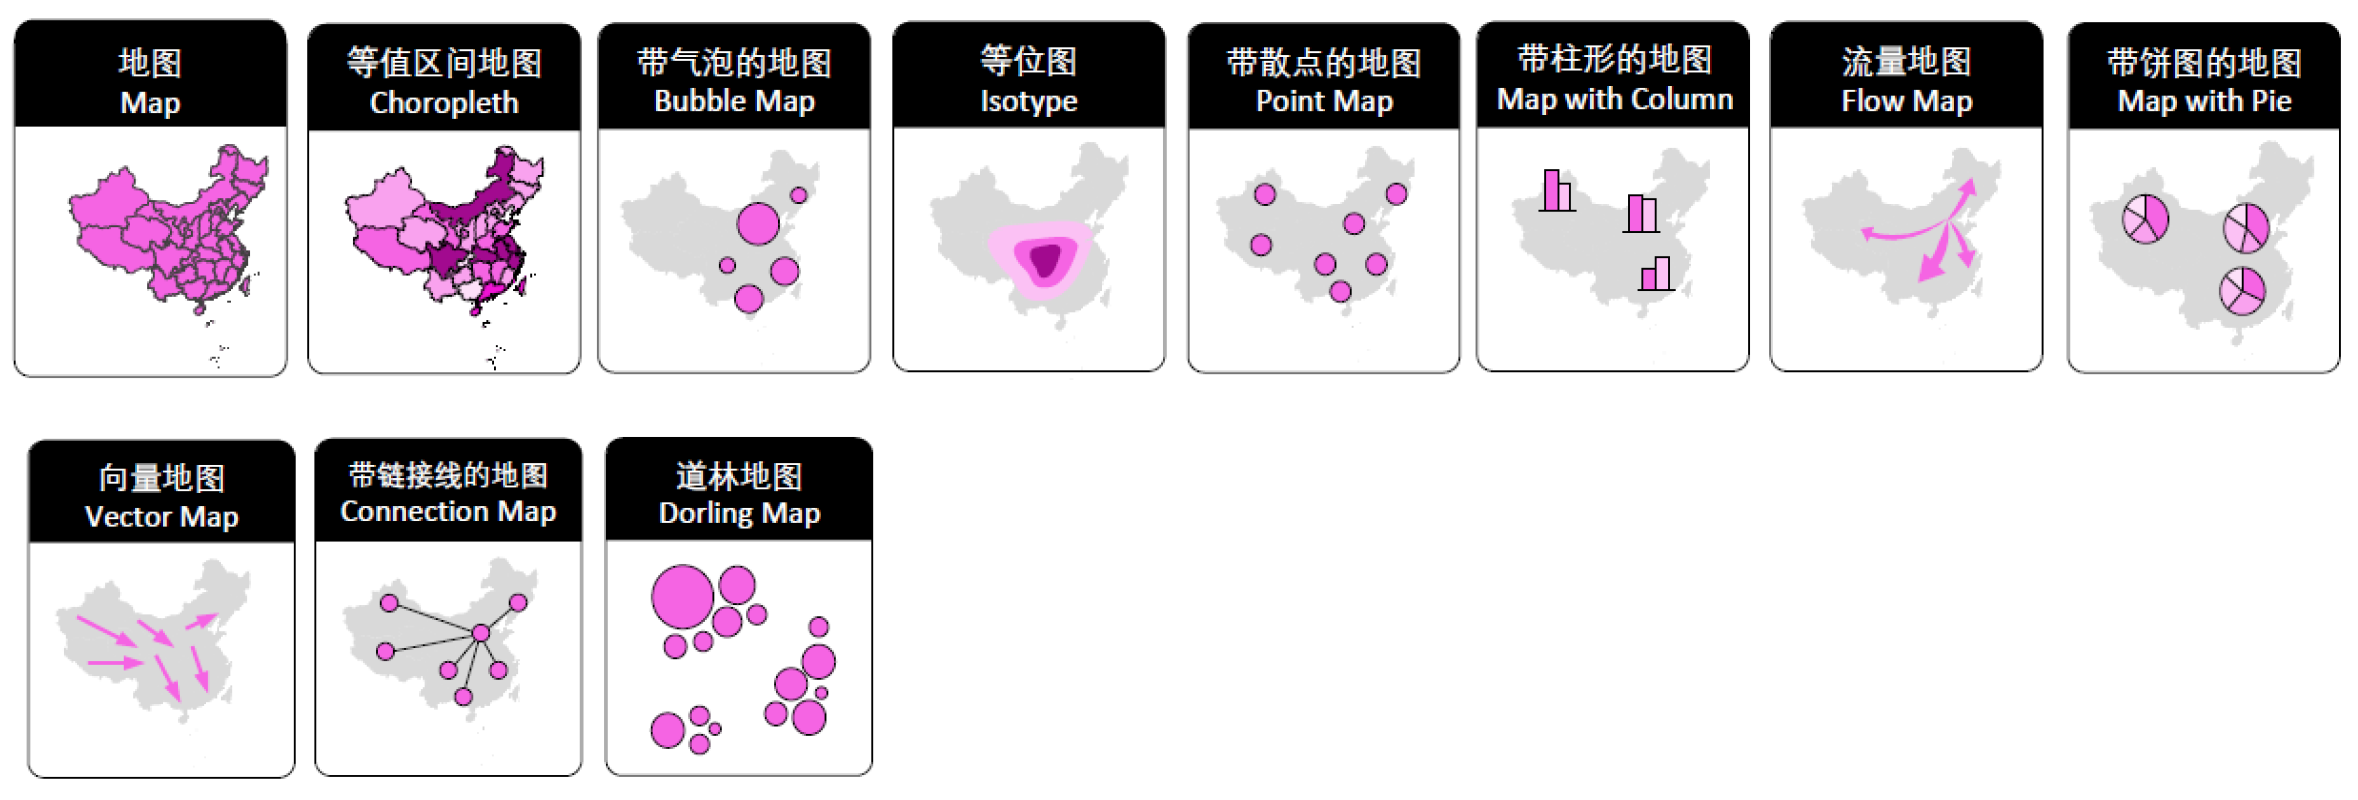 地图
Map
等值区间地图
Choropleth
带气泡的地图
Bubble Map
等位图
Isotype
带散点的地图
Point Map
带柱形的地图
Map with Column
流量地图
Flow Map
带饼图的地图
Map with Pie
向量地图
Vector Map
带链接线的地图
Connection Map
道林地图
Dorling Map